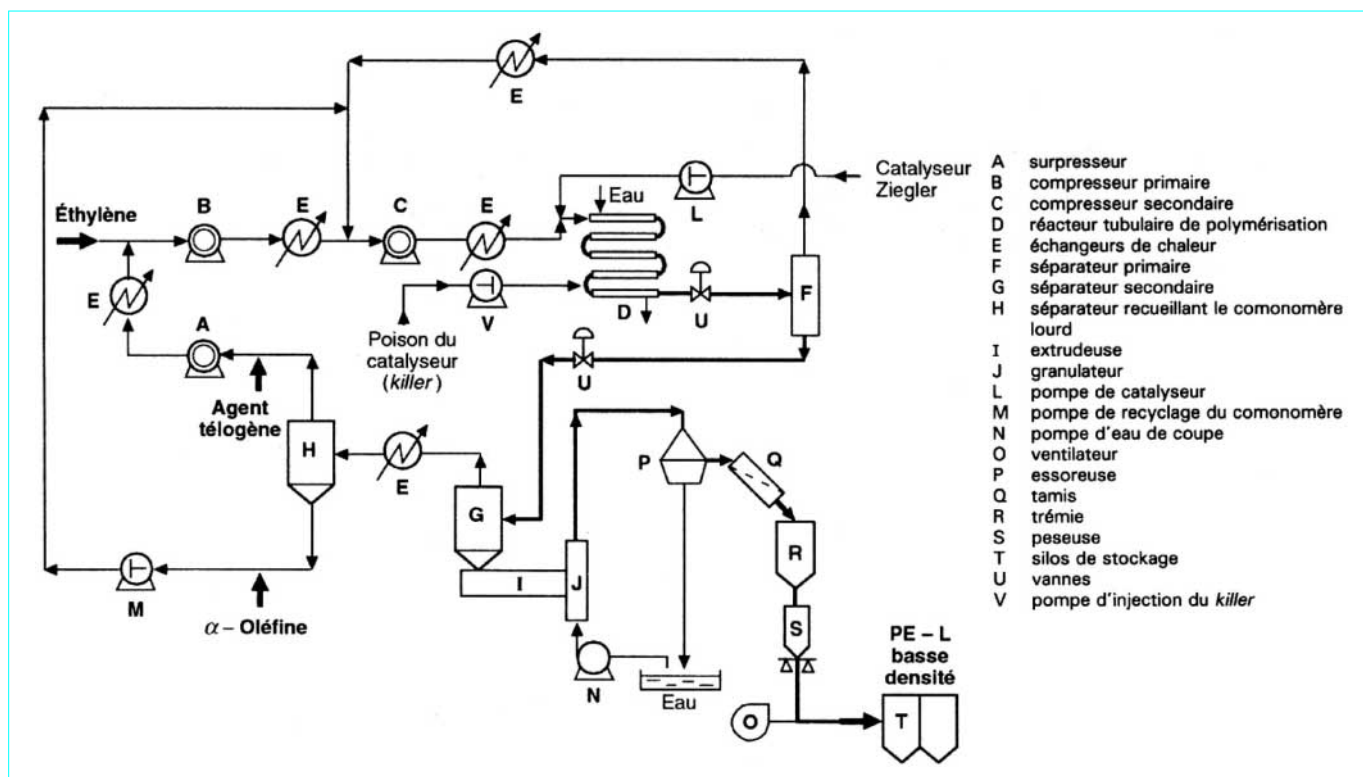 E
Catalyseur
Ziegler
L
Eau
B
E
C
E
Éthylène
E
A
D
U
F
V
Poison du
catalyseur
(killer)
U
Agent
télogène
H
E
G
I
J
P
Q
R
S
M
α – Oléfine
N
Eau
O
PE – L
basse
densité
T
A surpresseur
B compresseur primaire
C compresseur secondaire
D réacteur tubulaire de polymérisation
E échangeurs de chaleur
F séparateur primaire
G séparateur secondaire
H séparateur recueillant le comonomère
lourd
I extrudeuse
J granulateur
L pompe de catalyseur
M pompe de recyclage du comonomère
N pompe d'eau de coupe
O ventilateur
P essoreuse
Q tamis
R trémie
S peseuse
T silos de stockage
U vannes
V pompe d'injection du killer